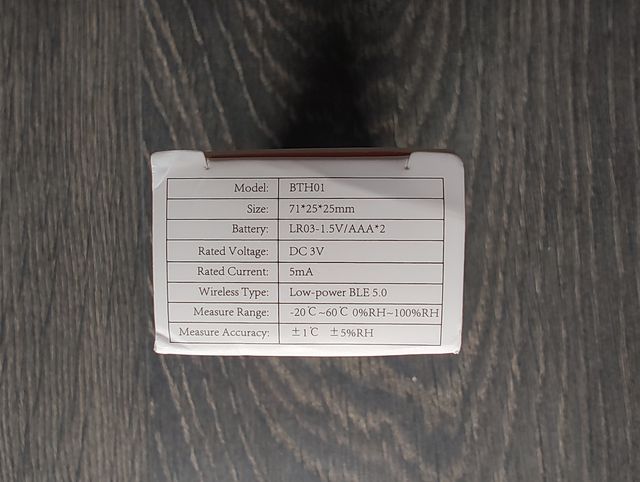 Model: BTH01
Size: 71*25*25mm
Battery: LR03-1.5V/AAA*2
Rated Voltage: DC 3V
Rated Current: 5mA
Wireless Type: Low-power BLE 5.0
Measure Range: -20℃~60℃ 0%RH~100%RH
Measure Accuracy: ±1℃ ±5%RH